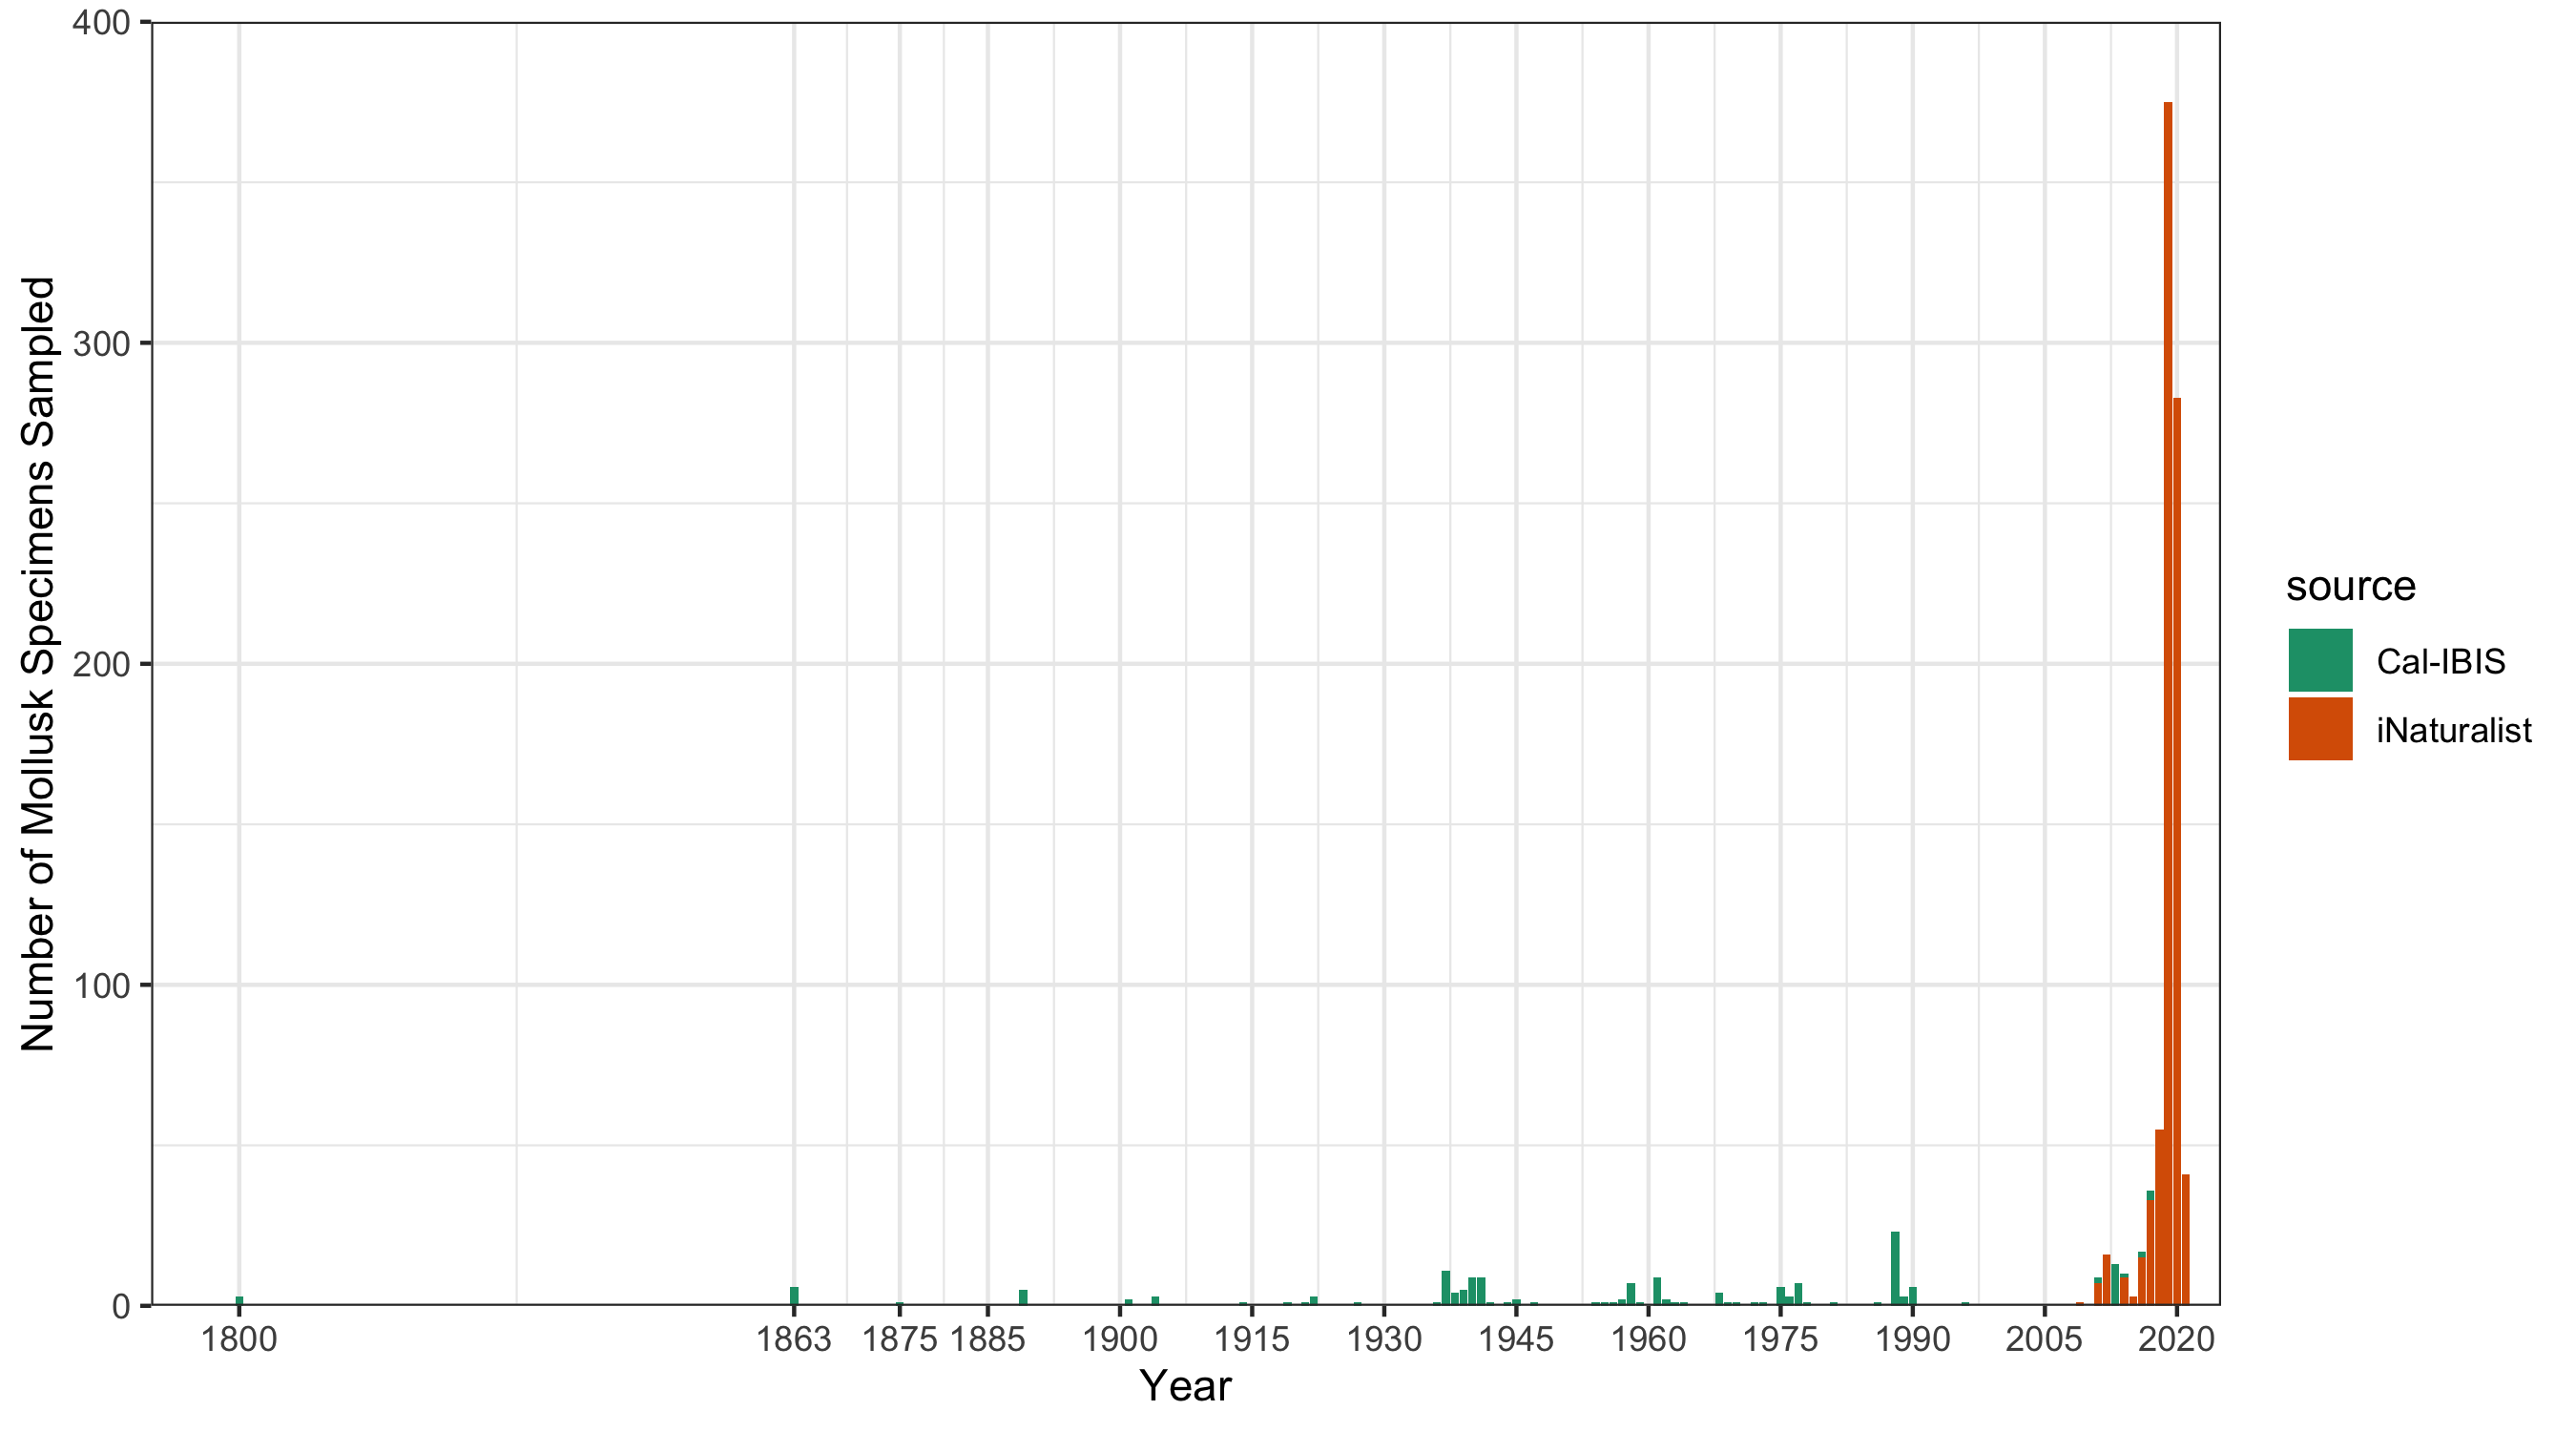 400
300
200
100
0
Number of Mollusk Specimens Sampled
1800 1863 1875 1885 1900 1915 1930 1945 1960 1975 1990 2005 2020
Year
source
Cal-IBIS
iNaturalist